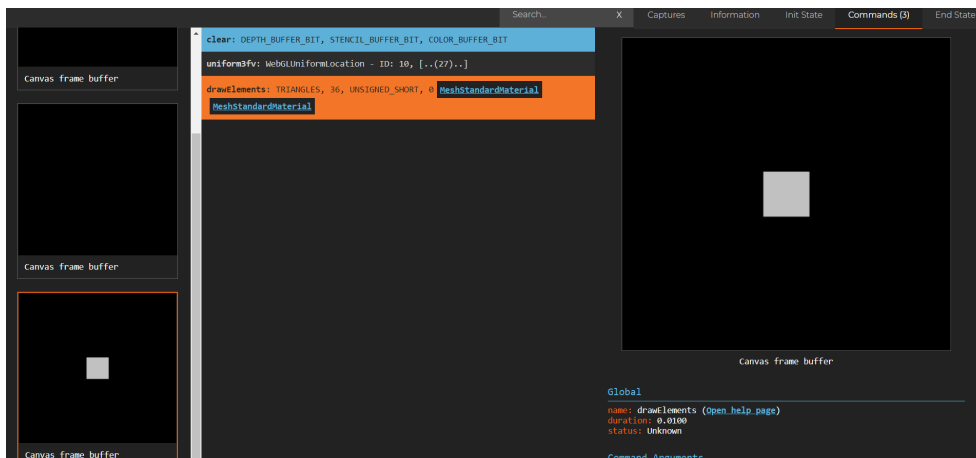 Search... X Captures Information Init State Commands (3) End State
Canvas frame buffer
Canvas frame buffer
Canvas frame buffer
clear: DEPTH_BUFFER_BIT, STENCIL_BUFFER_BIT, COLOR_BUFFER_BIT
uniform3fv: WebGLUniformLocation - ID: 10, [..(27)..]
drawElements: TRIANGLES, 36, UNSIGNED_SHORT, 0 MeshStandardMaterial
MeshStandardMaterial
Canvas frame buffer
Global
name: drawElements (Open help page)
duration: 0.0100
status: Unknown
Command Arguments